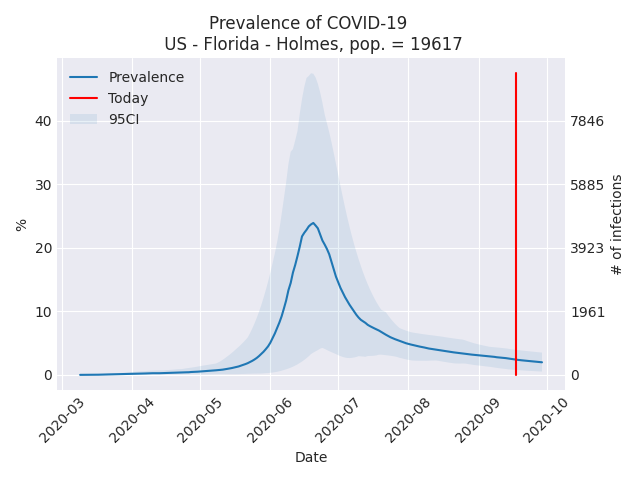 Prevalence of COVID-19
US - Florida - Holmes, pop. = 19617
Prevalence
Today
95CI
%
40
30
20
10
0
7846
5885
3923
1961
0
# of infections
2020-03
2020-04
2020-05
2020-06
2020-07
2020-08
2020-09
2020-10
Date